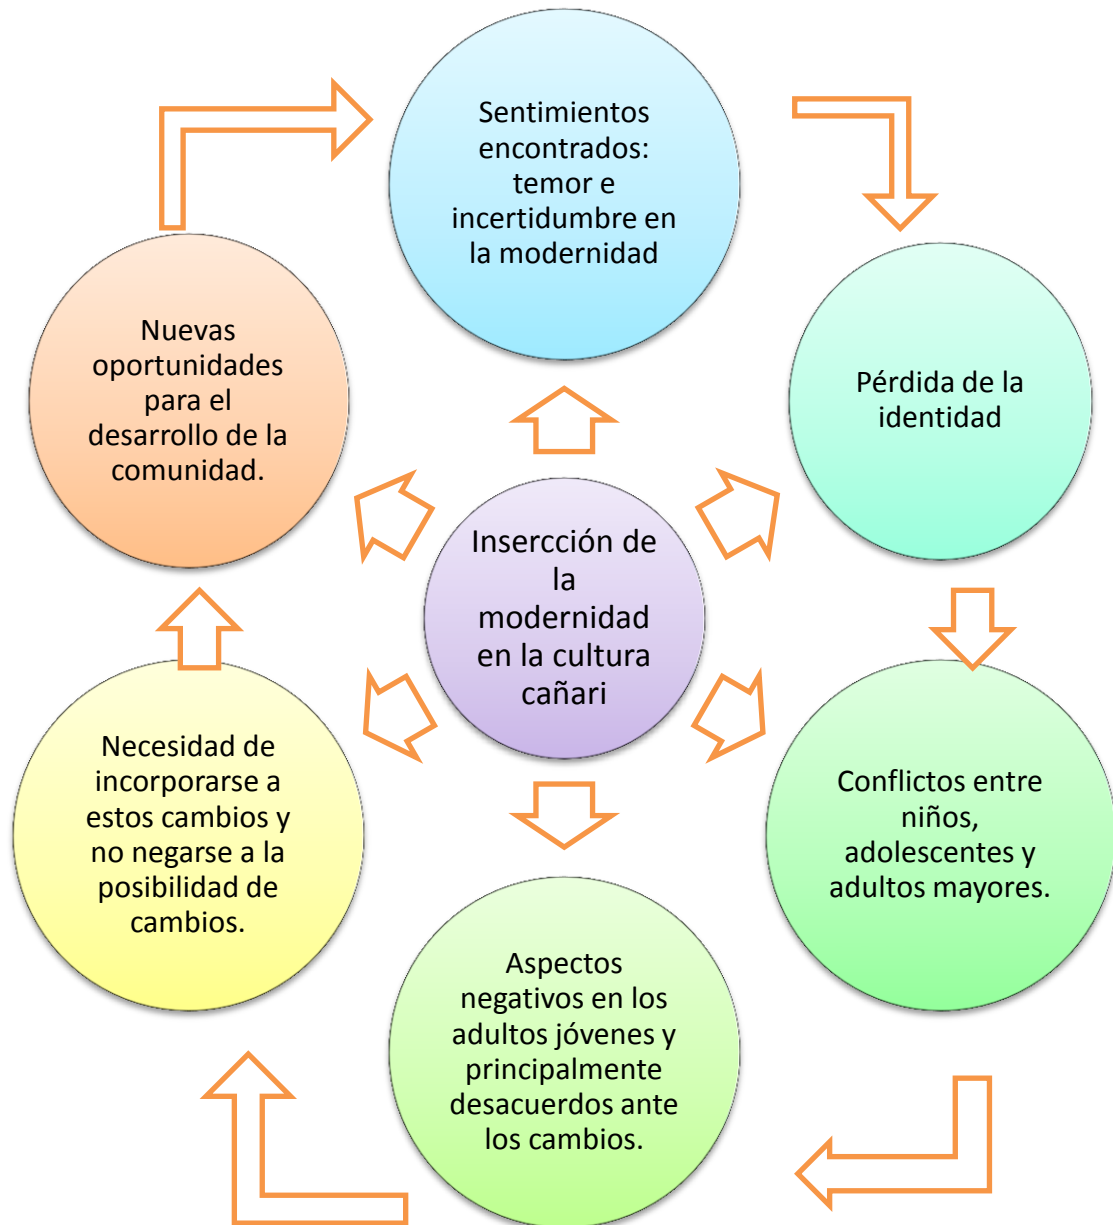 Sentimientos
encontrados:
temor e
incertidumbre en
la modernidad
Nuevas
oportunidades
para el
desarrollo de la
comunidad.
Pérdida de la
identidad
Insercción de
la
modernidad
en la cultura
cañari
Necesidad de
incorporarse a
estos cambios y
no negarse a la
posibilidad de
cambios.
Conflictos entre
niños,
adolescentes y
adultos mayores.
Aspectos
negativos en los
adultos jóvenes y
principalmente
desacuerdos ante
los cambios.